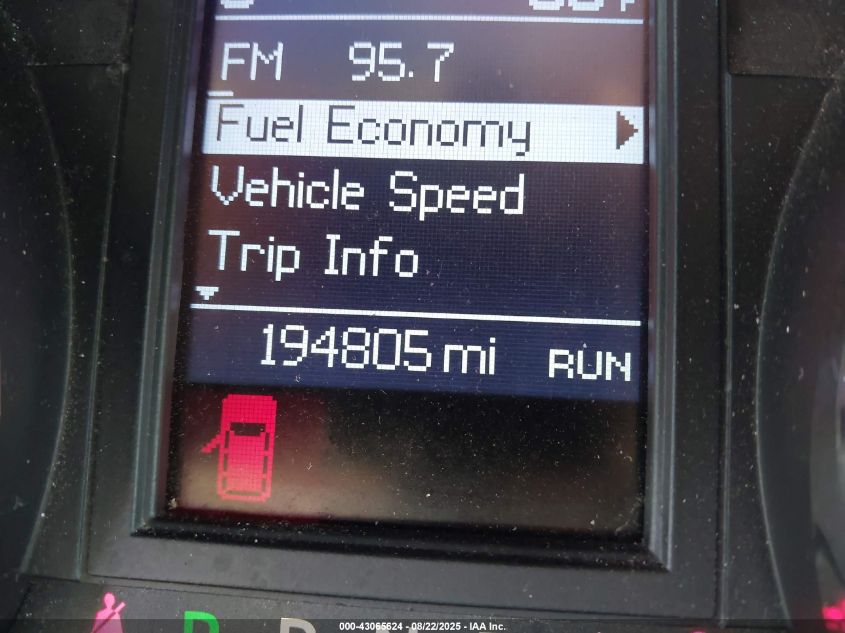 FM 95.7
Fuel Economy
Vehicle Speed
Trip Info
194805 mi RUN
P
000-43065624 - 08/22/2025 - IAA Inc.